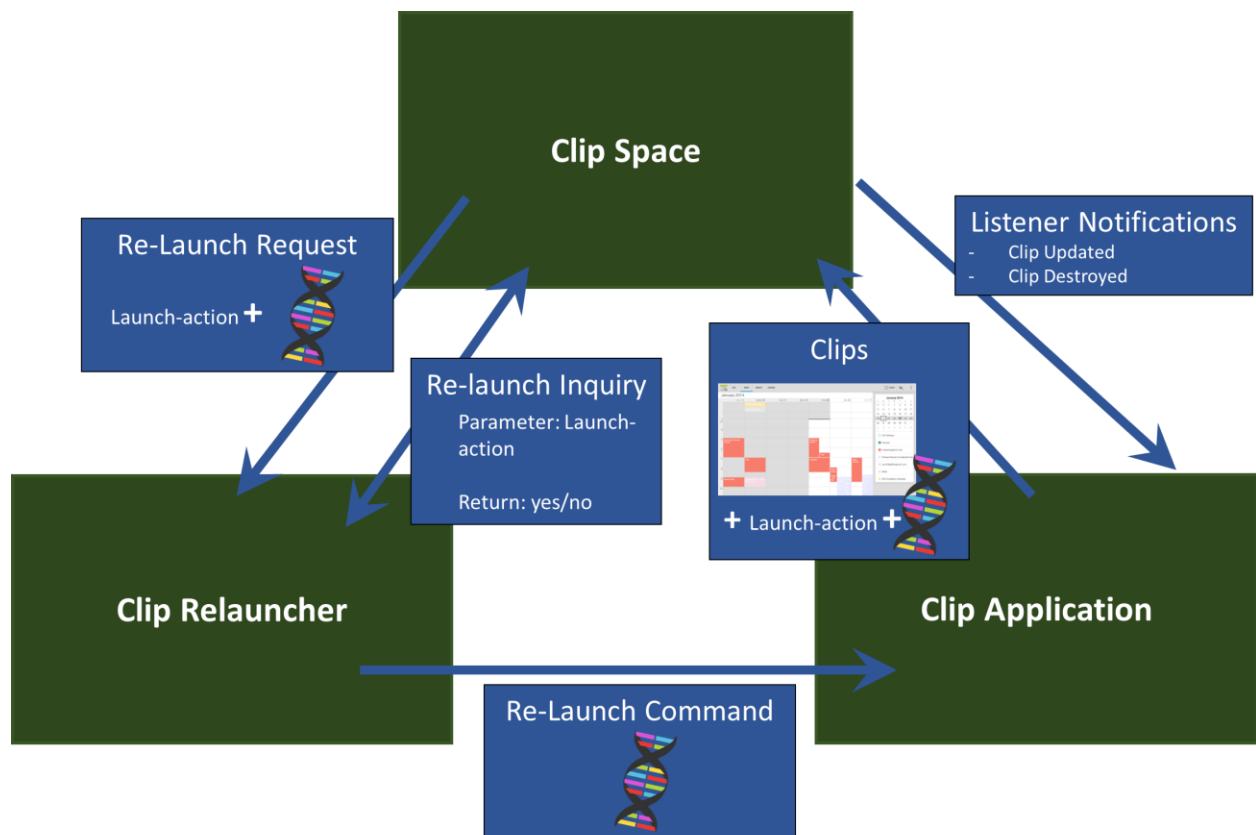 Clip Space
Re-Launch Request
Launch-action +
Listener Notifications
- Clip Updated
- Clip Destroyed
Re-launch Inquiry
Parameter: Launch-
action
Return: yes/no
Clips
+ Launch-action +
Clip Relauncher
Clip Application
Re-Launch Command